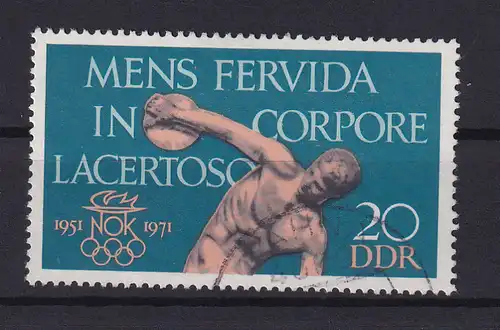 MENS FERVIDA
IN CORPORE
LACERTOSO
1951 NOK 1971
20
DDR